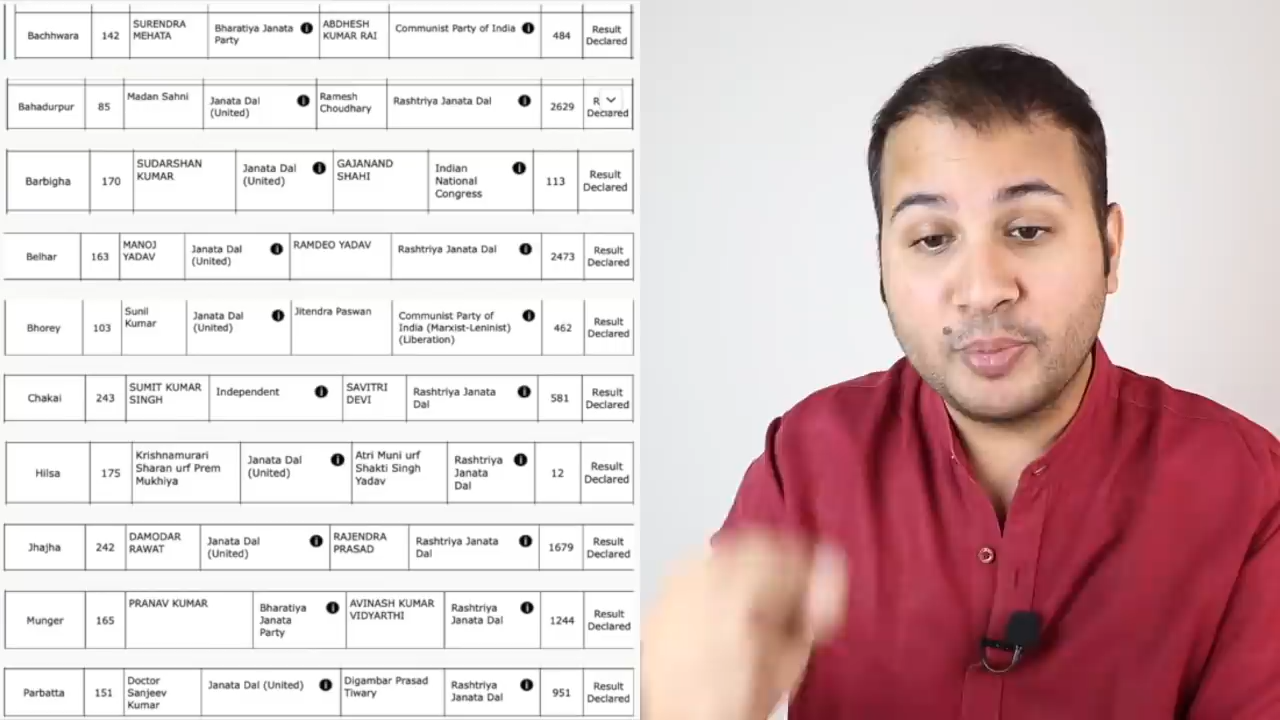 Bachhwara 142 SURENDRA MEHATA Bharatiya Janata Party ABDHESH KUMAR RAI Communist Party of India 484 Result Declared
Bahadurpur 85 Madan Sahni Janata Dal (United) Ramesh Choudhary Rashtriya Janata Dal 2629 R Declared
Barbigha 170 SUDARSHAN KUMAR Janata Dal (United) GAJANAND SHAHI Indian National Congress 113 Result Declared
Belhar 163 MANOJ YADAV Janata Dal (United) RAMDEO YADAV Rashtriya Janata Dal 2473 Result Declared
Bhorey 103 Sunil Kumar Janata Dal (United) Jitendra Paswan Communist Party of India (Marxist-Leninist) (Liberation) 462 Result Declared
Chakai 243 SUMIT KUMAR SINGH Independent SAVITRI DEVI Rashtriya Janata Dal 581 Result Declared
Hilsa 175 Krishnamurari Sharan urf Prem Mukhiya Janata Dal (United) Atri Muni urf Shakti Singh Yadav Rashtriya Janata Dal 12 Result Declared
Jhajha 242 DAMODAR RAWAT Janata Dal (United) RAJENDRA PRASAD Rashtriya Janata Dal 1679 Result Declared
Munger 165 PRANAV KUMAR Bharatiya Janata Party AVINASH KUMAR VIDYARTHI Rashtriya Janata Dal 1244 Result Declared
Parbatta 151 Doctor Sanjeev Kumar Janata Dal (United) Digambar Prasad Tiwary Rashtriya Janata Dal 951 Result Declared